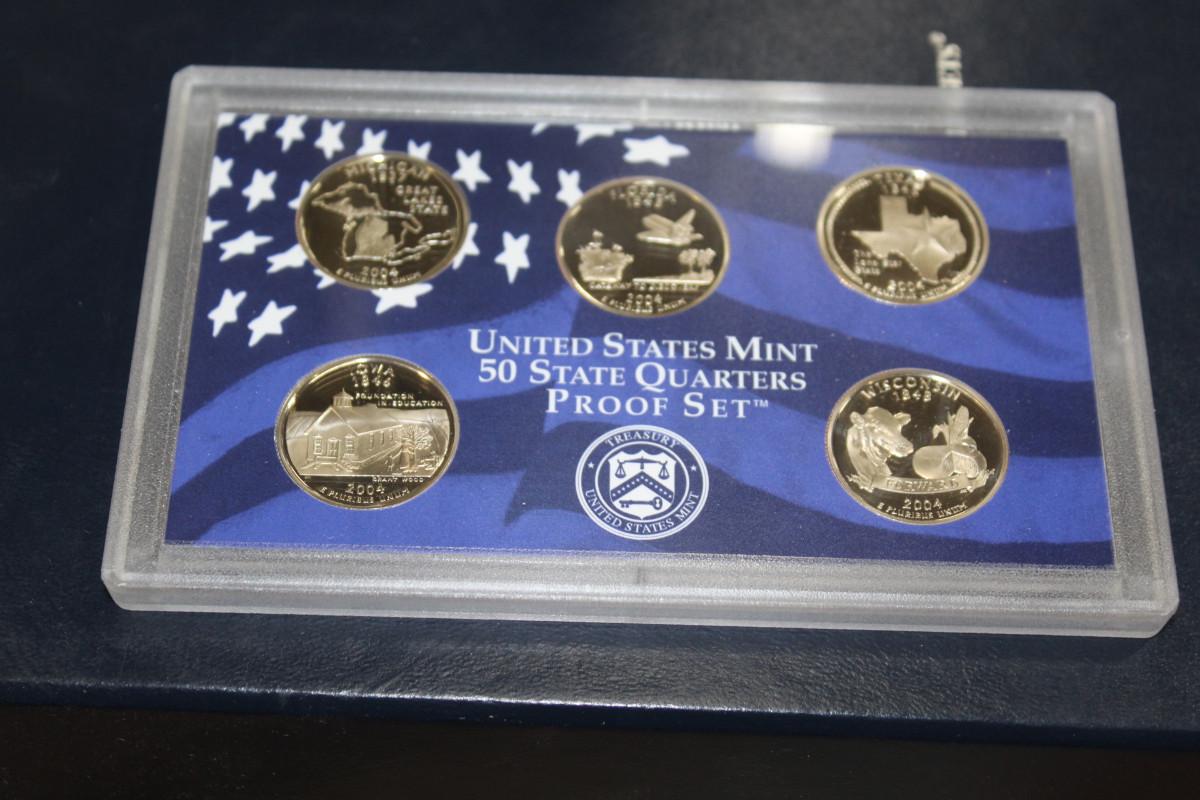 ETS®
MICHIGAN
1837
GREAT
LAKES
STATE
2004
E PLURIBUS UNUM
FLORIDA
1845
GATEWAY TO DISCOVERY
2004
E PLURIBUS UNUM
TEXAS
1845
The
Lone Star
State
2004
E PLURIBUS UNUM
UNITED STATES MINT
50 STATE QUARTERS
PROOF SET™
IOWA
1846
FOUNDATION
IN EDUCATION
GRANT WOOD
2004
E PLURIBUS UNUM
TREASURY
UNITED STATES MINT
WISCONSIN
1848
FORWARD
2004
E PLURIBUS UNUM